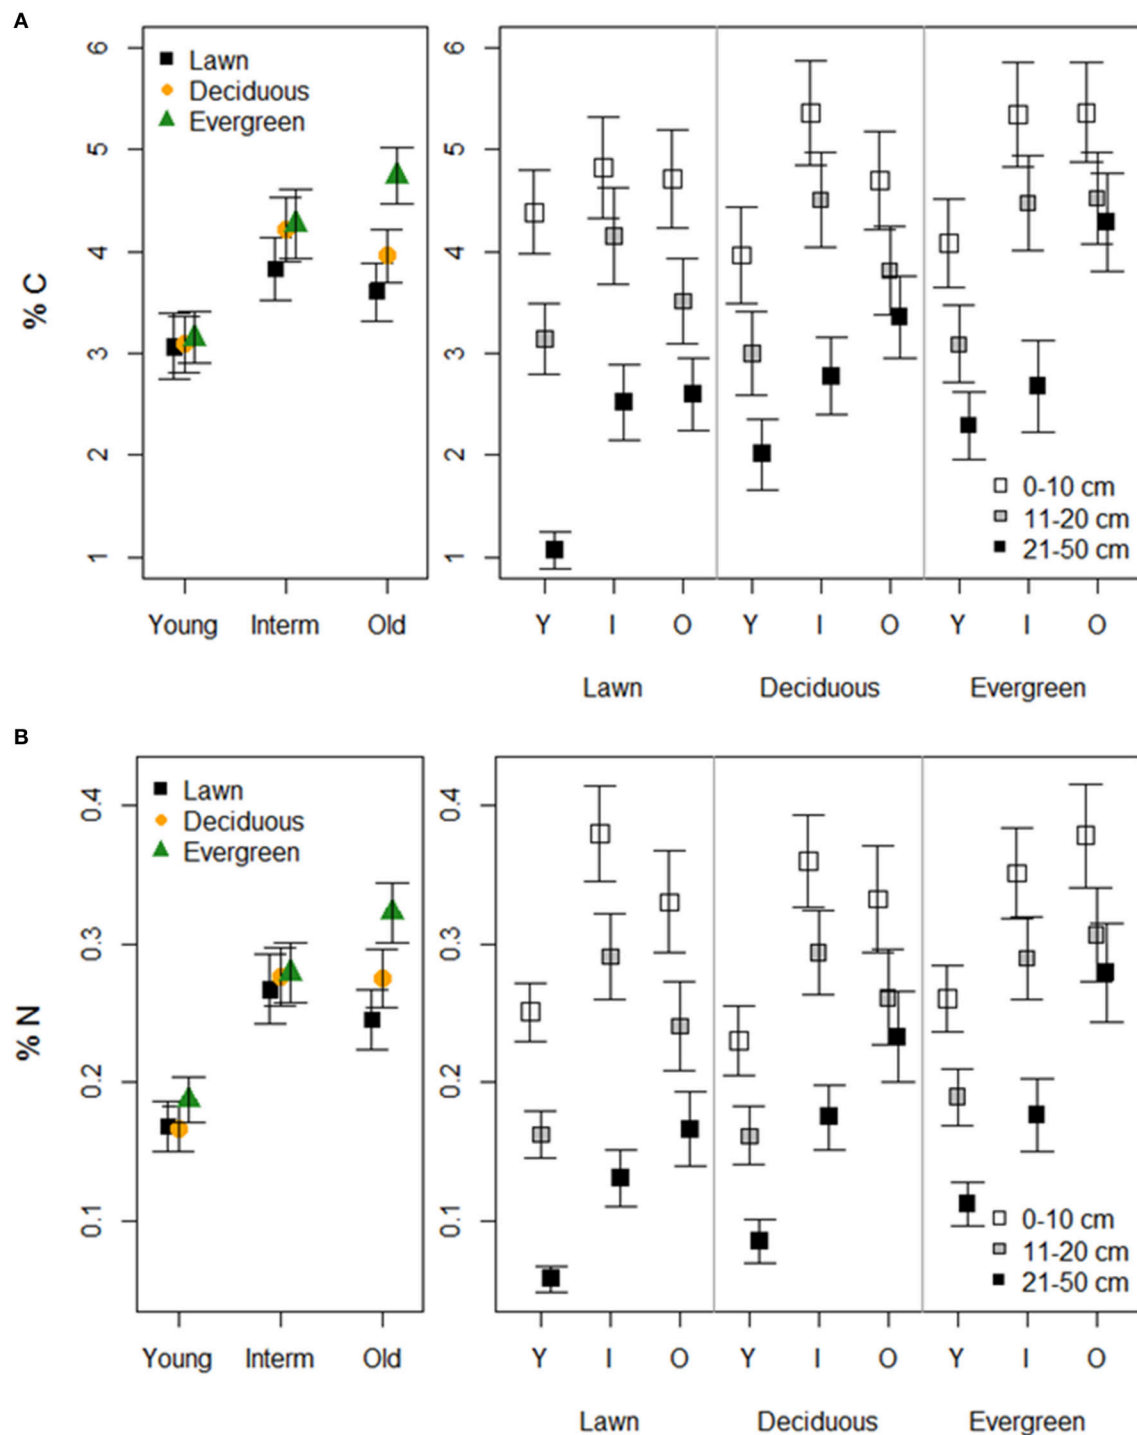 A
% C
6
5
4
3
2
1
Lawn
Deciduous
Evergreen
Young Interm Old
6
5
4
3
2
1
0-10 cm
11-20 cm
21-50 cm
Y I O Y I O Y I O
Lawn Deciduous Evergreen
B
% N
0.4
0.3
0.2
0.1
Lawn
Deciduous
Evergreen
Young Interm Old
0.4
0.3
0.2
0.1
0-10 cm
11-20 cm
21-50 cm
Y I O Y I O Y I O
Lawn Deciduous Evergreen